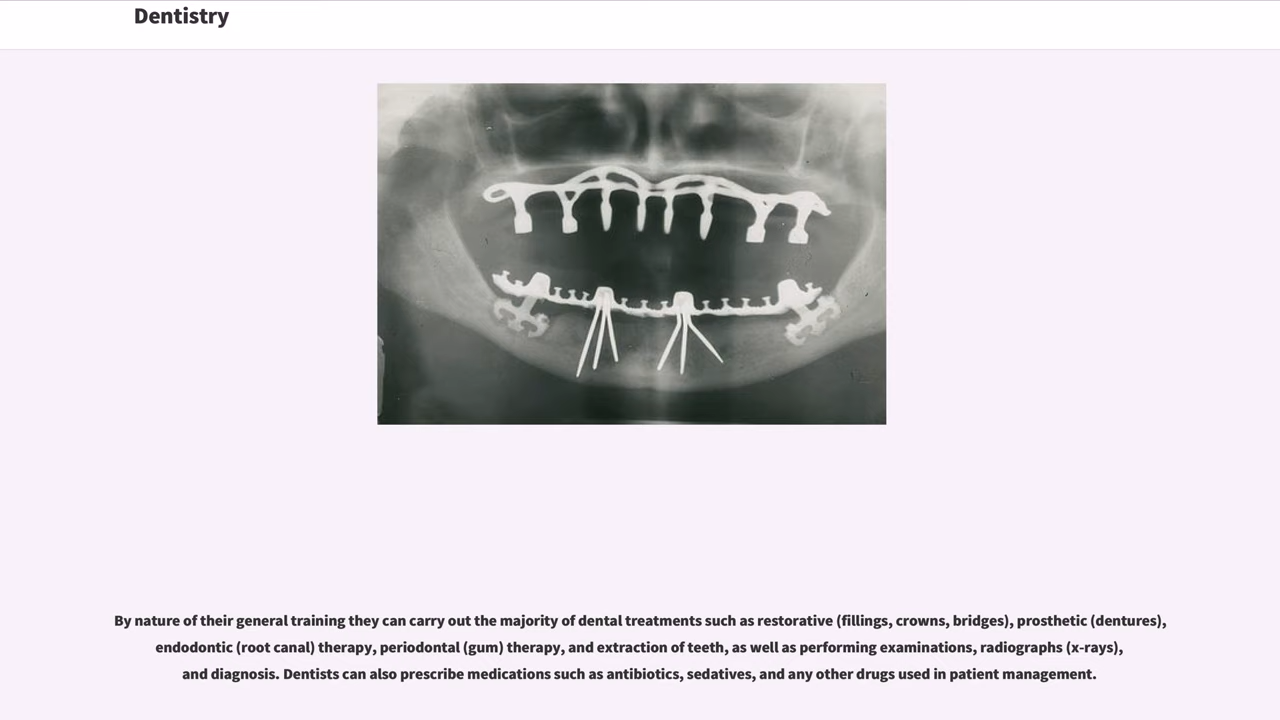 Dentistry
By nature of their general training they can carry out the majority of dental treatments such as restorative (fillings, crowns, bridges), prosthetic (dentures),
endodontic (root canal) therapy, periodontal (gum) therapy, and extraction of teeth, as well as performing examinations, radiographs (x-rays),
and diagnosis. Dentists can also prescribe medications such as antibiotics, sedatives, and any other drugs used in patient management.